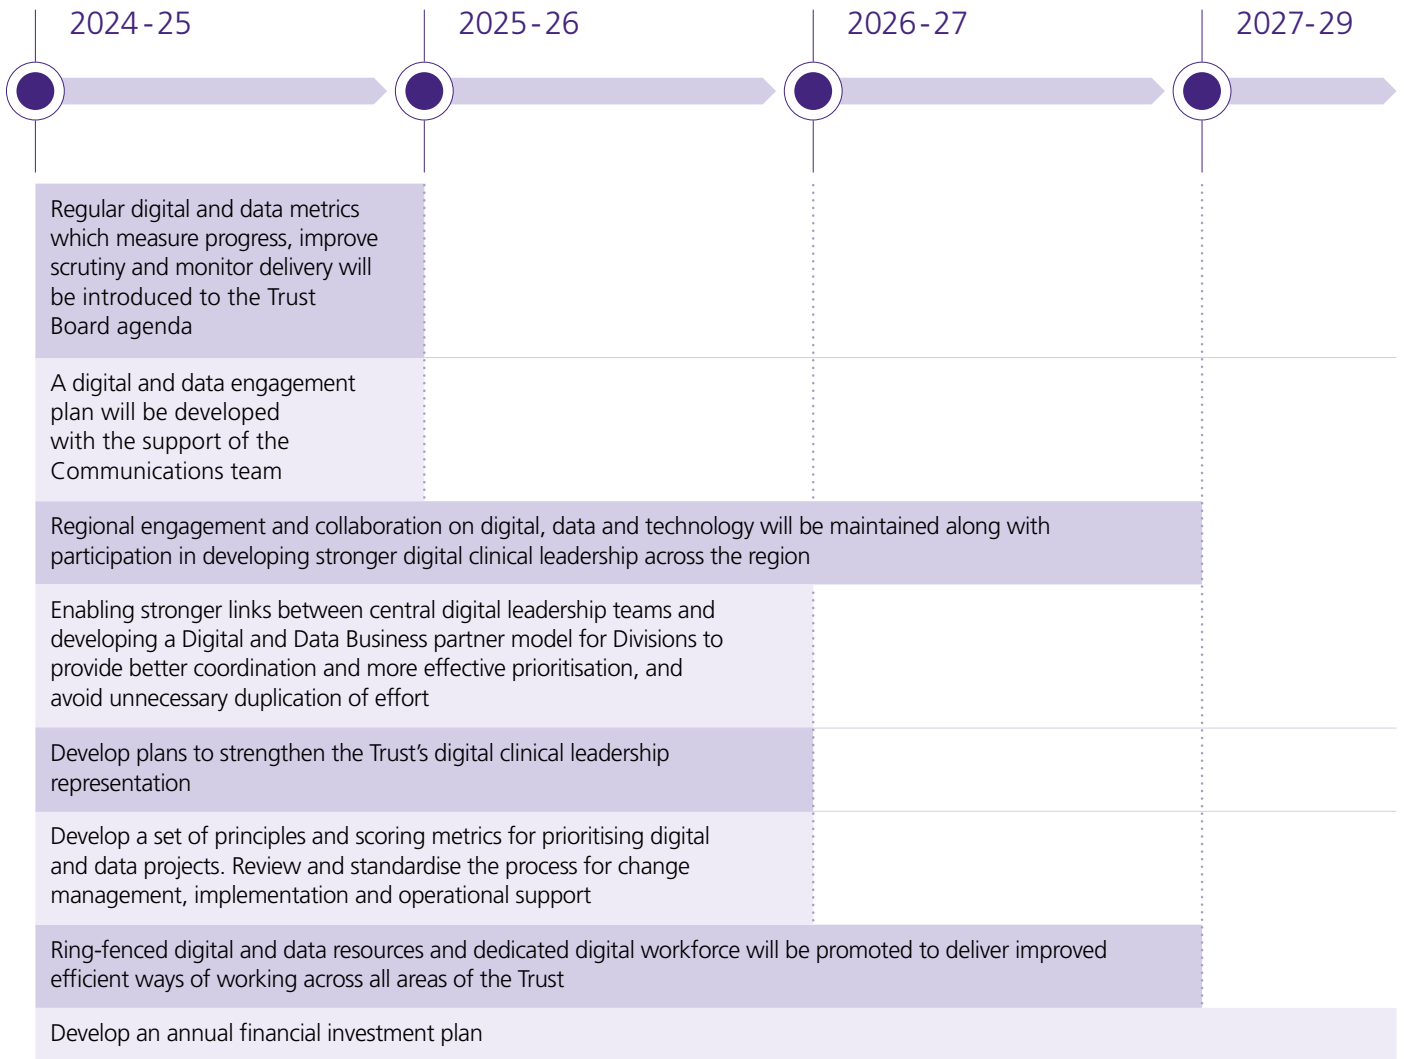 2024-25
2025-26
2026-27
2027-29
Regular digital and data metrics
which measure progress, improve
scrutiny and monitor delivery will
be introduced to the Trust
Board agenda
A digital and data engagement
plan will be developed
with the support of the
Communications team
Regional engagement and collaboration on digital, data and technology will be maintained along with
participation in developing stronger digital clinical leadership across the region
Enabling stronger links between central digital leadership teams and
developing a Digital and Data Business partner model for Divisions to
provide better coordination and more effective prioritisation, and
avoid unnecessary duplication of effort
Develop plans to strengthen the Trust’s digital clinical leadership
representation
Develop a set of principles and scoring metrics for prioritising digital
and data projects. Review and standardise the process for change
management, implementation and operational support
Ring-fenced digital and data resources and dedicated digital workforce will be promoted to deliver improved
efficient ways of working across all areas of the Trust
Develop an annual financial investment plan